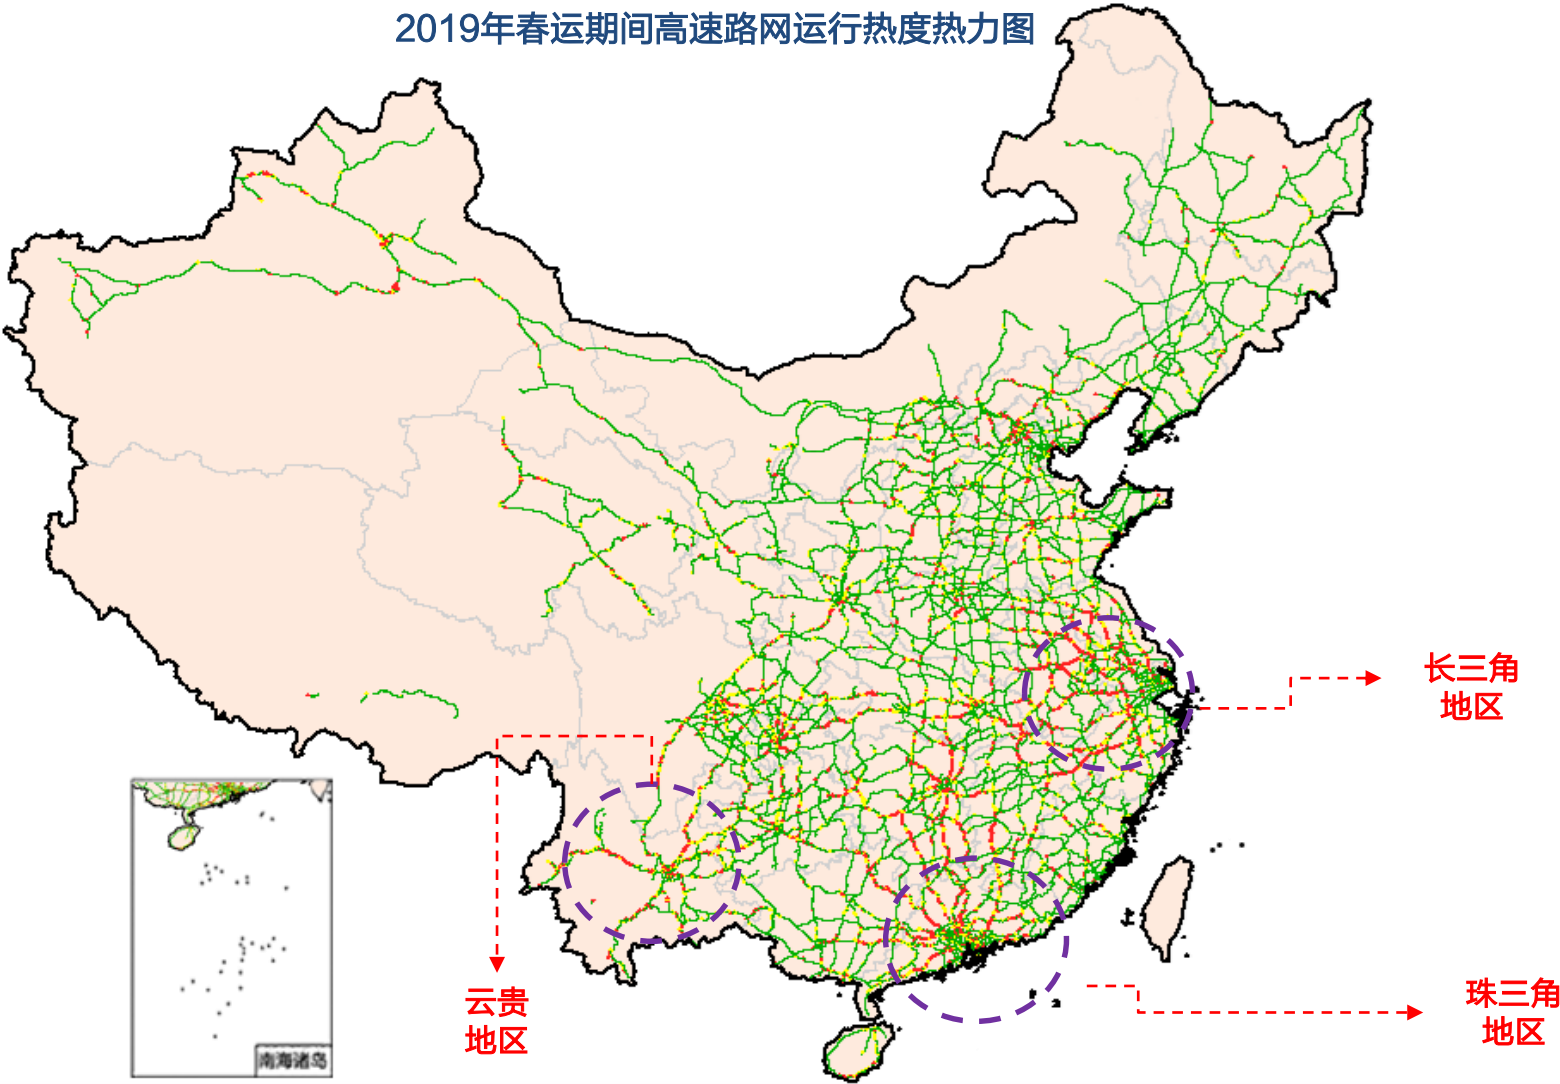 2019年春运期间高速路网运行热度热力图
长三角
地区
云贵
地区
珠三角
地区
南海诸岛